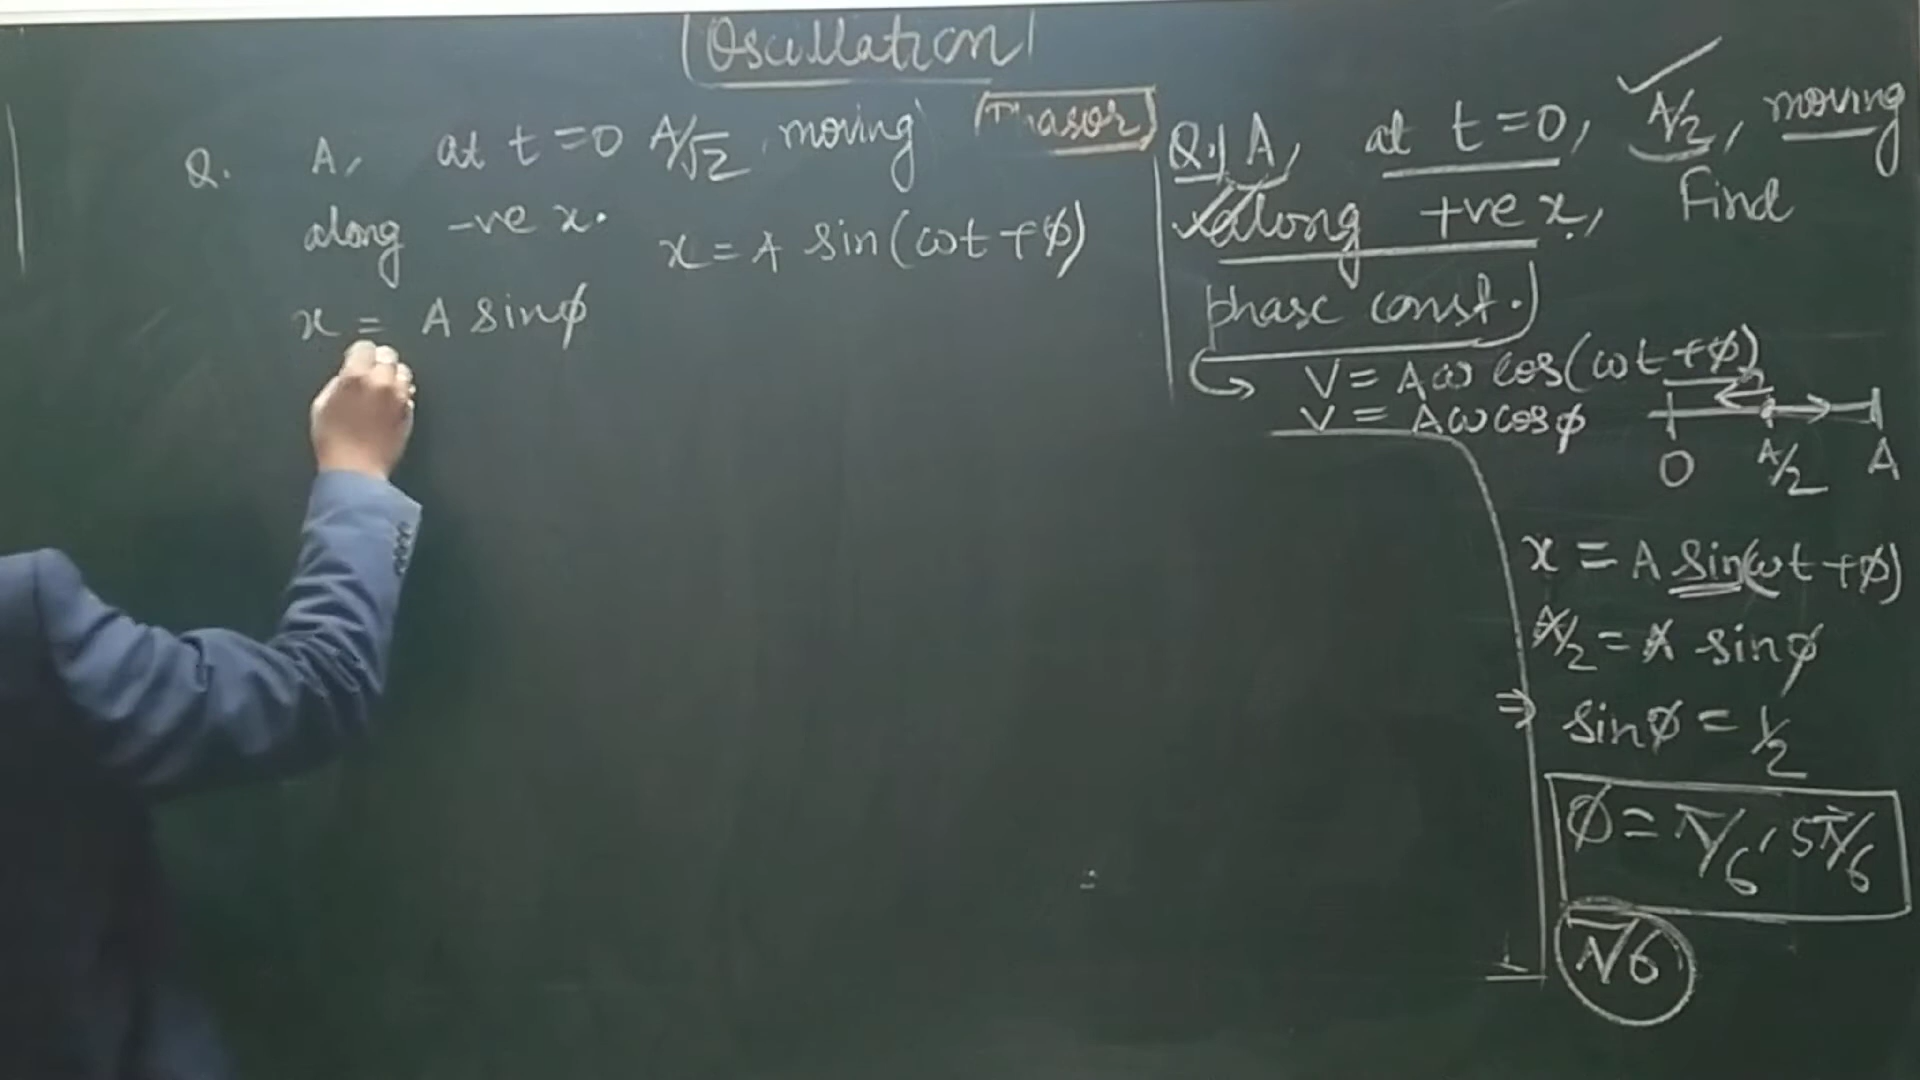 Oscillation
Q. A, at t=0 A/√2, moving
along -ve x.
x = A sin(ωt+ϕ)
x = A sinϕ
Phasor
Q.1 A, at t=0, A/2, moving
along +ve x, Find
phase const.
V = Aω cos(ωt+ϕ)
V = Aω cosϕ
O A/2 A
x = A sin(ωt+ϕ)
A/2 = A sinϕ
⇒ sinϕ = 1/2
ϕ = π/6, 5π/6
π/6